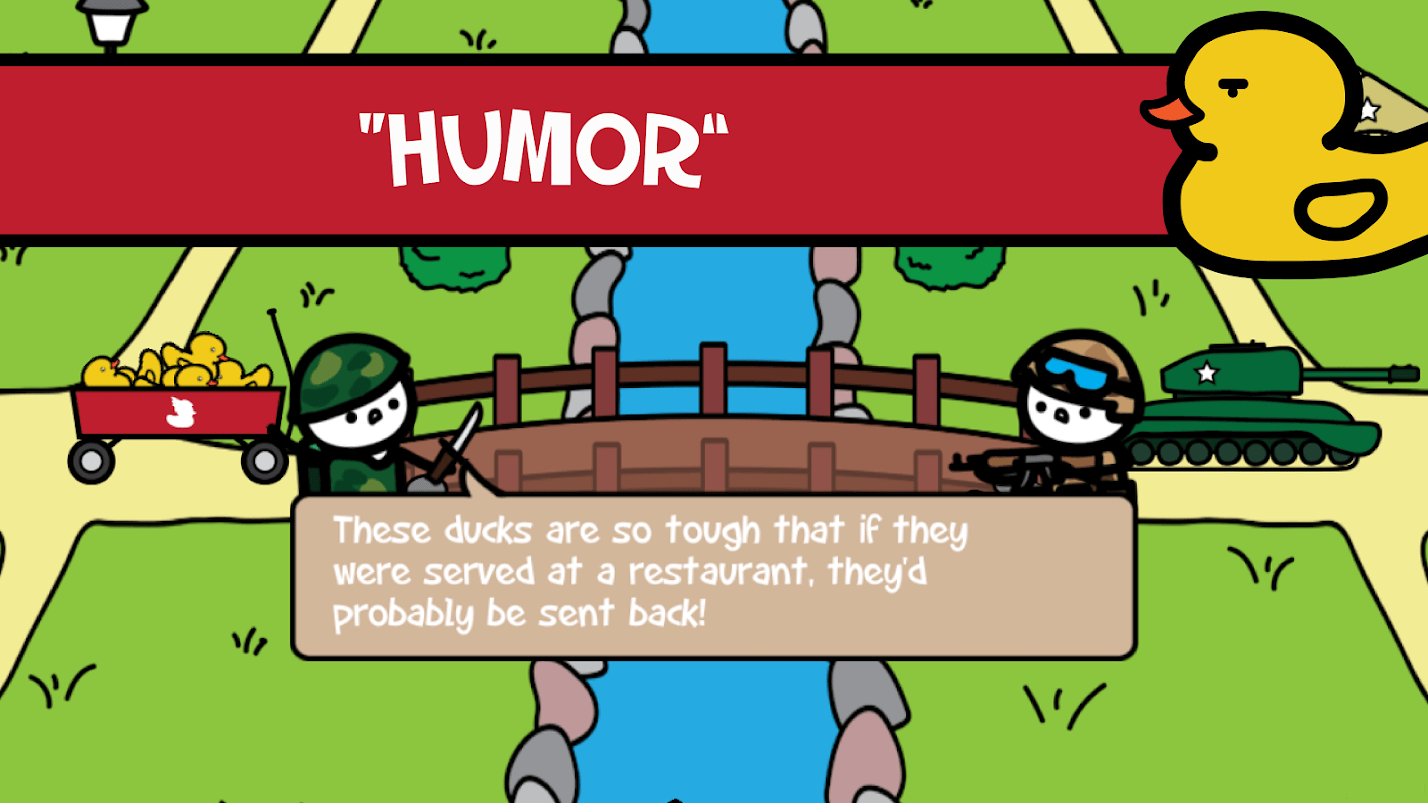 "HUMOR"
These ducks are so tough that if they
were served at a restaurant, they'd
probably be sent back!